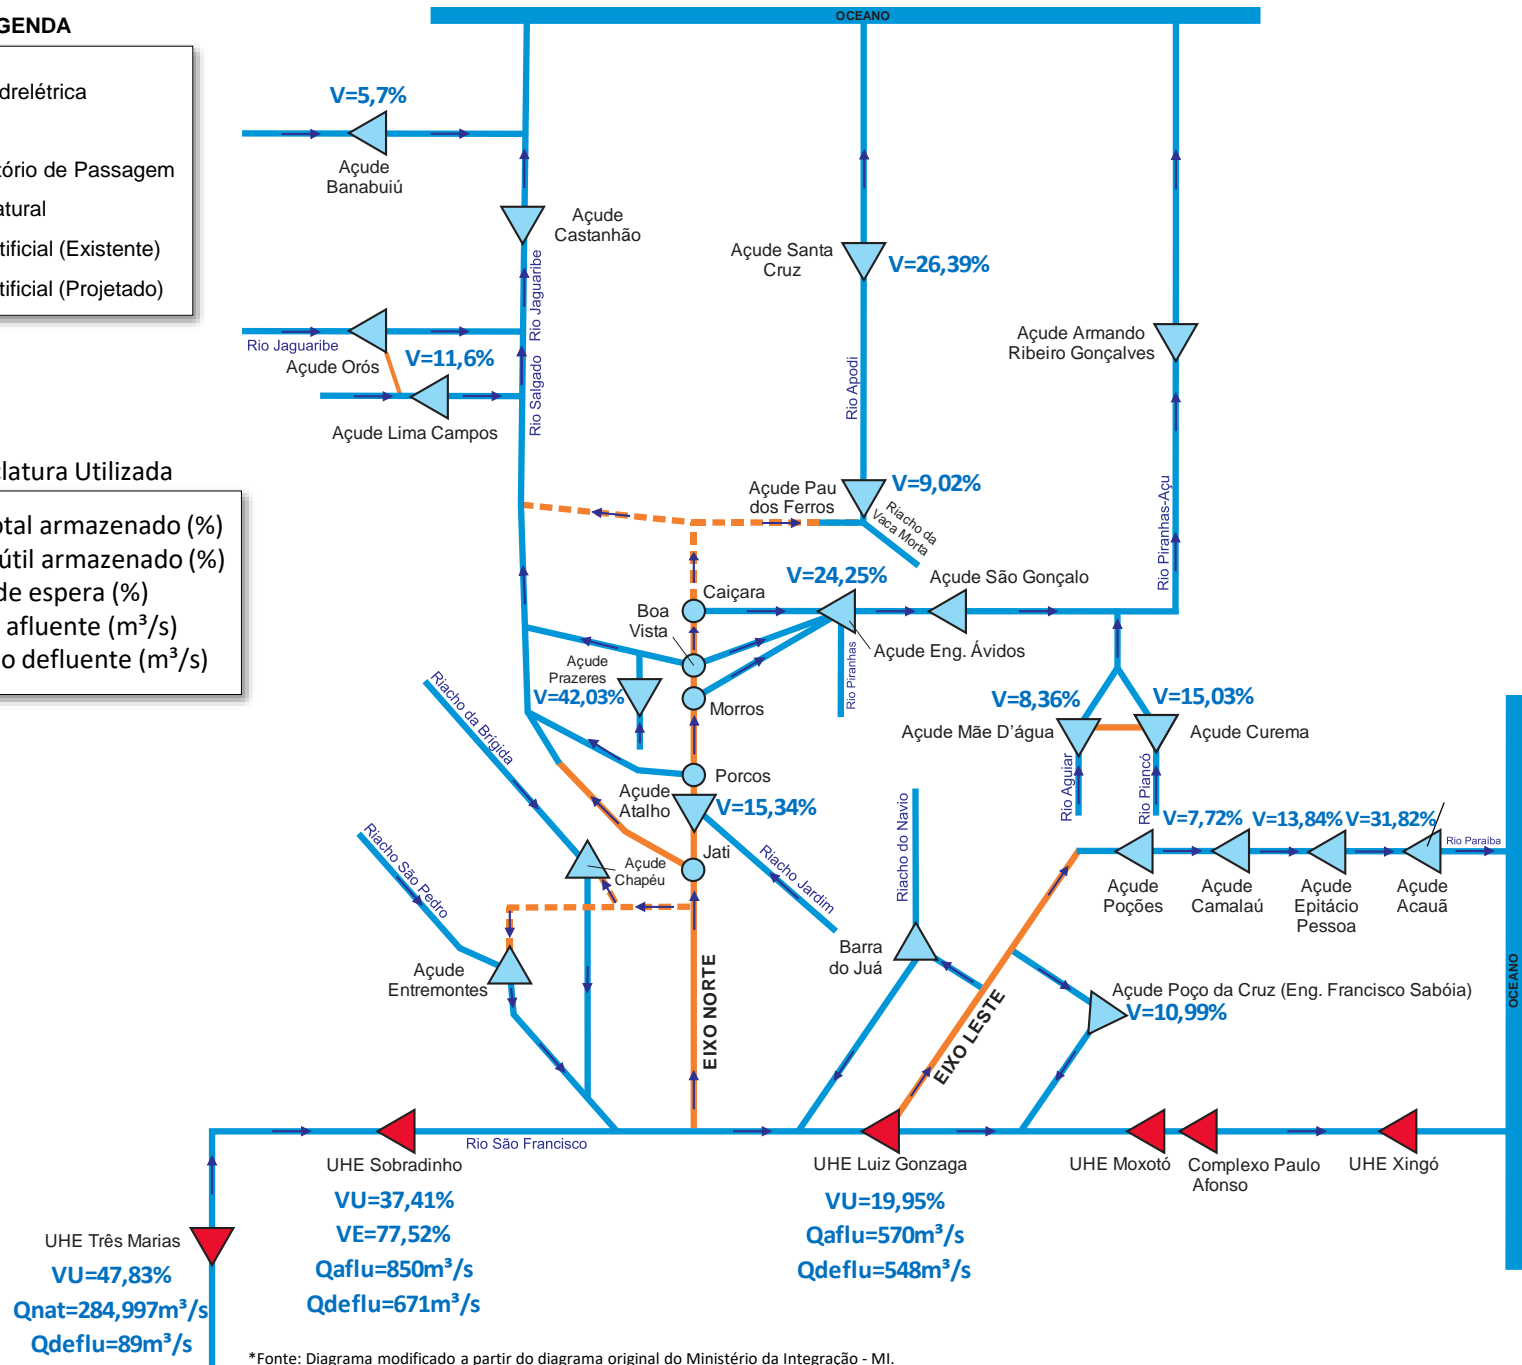 GENDA
drelétrica
tório de Passagem
atural
tificial (Existente)
tificial (Projetado)
clatura Utilizada
otal armazenado (%)
útil armazenado (%)
de espera (%)
afluente (m³/s)
o defluente (m³/s)
OCEANO
V=5,7%
Açude
Banabuiú
Açude
Castanhão
Rio Jaguaribe
Rio Jaguaribe
Açude Orós
V=11,6%
Açude Lima Campos
Rio Salgado
Açude Santa
Cruz
V=26,39%
Rio Apodi
Açude Armando
Ribeiro Gonçalves
Rio Piranhas-Açu
Açude Pau
dos Ferros
V=9,02%
Riacho da
Vaca Morta
V=24,25%
Açude São Gonçalo
Caiçara
Boa
Vista
Açude Eng. Ávidos
Rio Piranhas
Açude
Prazeres
V=42,03%
Morros
Riacho da Brígida
V=8,36%
V=15,03%
Açude Mãe D'água
Açude Curema
Rio Aguiar
Rio Piancó
Porcos
Açude
Atalho
V=15,34%
Jati
Riacho Jardim
Riacho São Pedro
Açude
Chapéu
Riacho do Navio
V=7,72%
V=13,84%
V=31,82%
Rio Paraíba
Açude
Poções
Açude
Camalaú
Açude
Epitácio
Pessoa
Açude
Acauã
Açude
Entremontes
EIXO NORTE
Barra
do Juá
EIXO LESTE
Açude Poço da Cruz (Eng. Francisco Sabóia)
V=10,99%
OCEANO
Rio São Francisco
UHE Sobradinho
VU=37,41%
VE=77,52%
Qaflu=850m³/s
Qdeflu=671m³/s
UHE Luiz Gonzaga
VU=19,95%
Qaflu=570m³/s
Qdeflu=548m³/s
UHE Moxotó
Complexo Paulo
Afonso
UHE Xingó
UHE Três Marias
VU=47,83%
Qnat=284,997m³/s
Qdeflu=89m³/s
*Fonte: Diagrama modificado a partir do diagrama original do Ministério da Integração - MI.